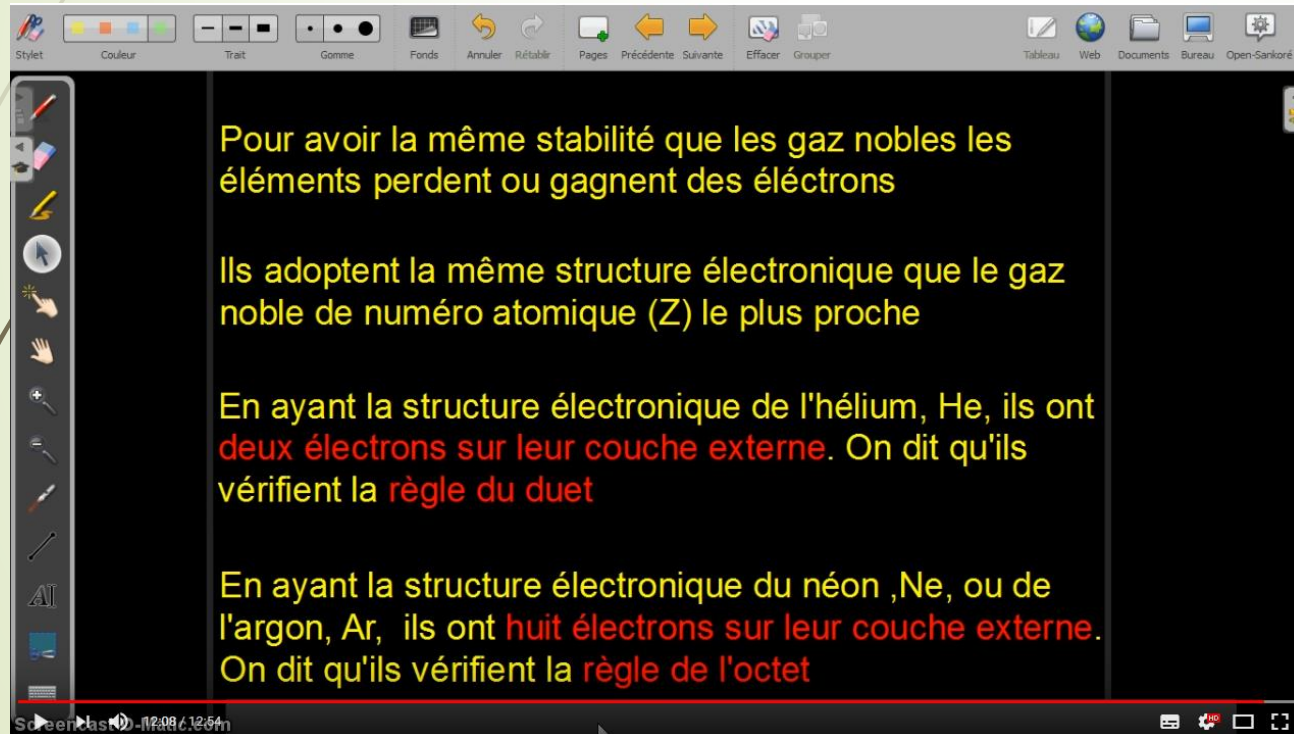 Stylet Couleur Trait Gomme Fonds Annuler Rétablir Pages Précédente Suivante Effacer Grouper Tableau Web Documents Bureau Open-Sankoré
Pour avoir la même stabilité que les gaz nobles les
éléments perdent ou gagnent des éléctrons
Ils adoptent la même structure électronique que le gaz
noble de numéro atomique (Z) le plus proche
En ayant la structure électronique de l'hélium, He, ils ont
deux électrons sur leur couche externe. On dit qu'ils
vérifient la règle du duet
AI
En ayant la structure électronique du néon ,Ne, ou de
l'argon, Ar, ils ont huit électrons sur leur couche externe.
On dit qu'ils vérifient la règle de l'octet
Screencast-O-Matic.com
12:08 / 12:54
HD